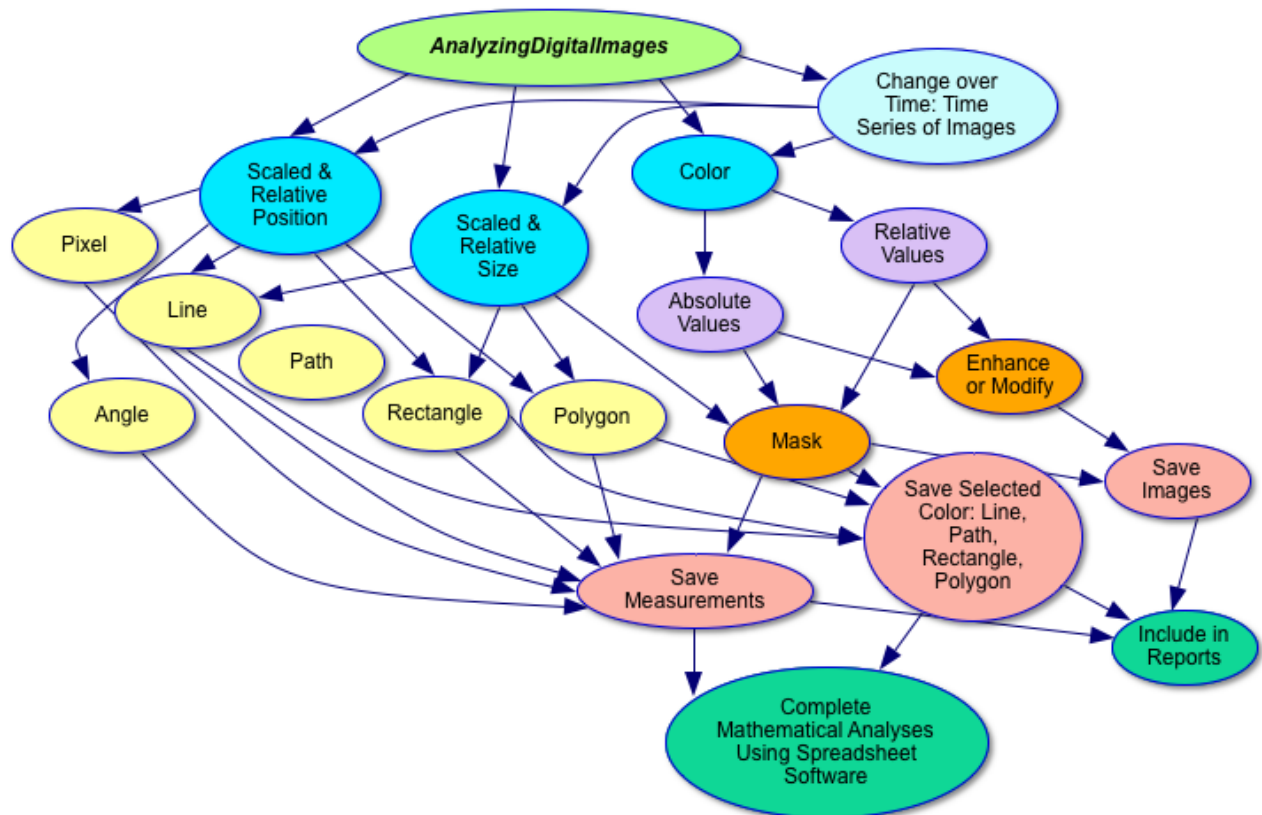 AnalyzingDigitalImages
Change over
Time: Time
Series of Images
Scaled &
Relative
Position
Color
Pixel
Scaled &
Relative
Size
Relative
Values
Line
Absolute
Values
Path
Enhance
or Modify
Angle
Rectangle
Polygon
Mask
Save Selected
Color: Line,
Path,
Rectangle,
Polygon
Save
Images
Save
Measurements
Include in
Reports
Complete
Mathematical Analyses
Using Spreadsheet
Software